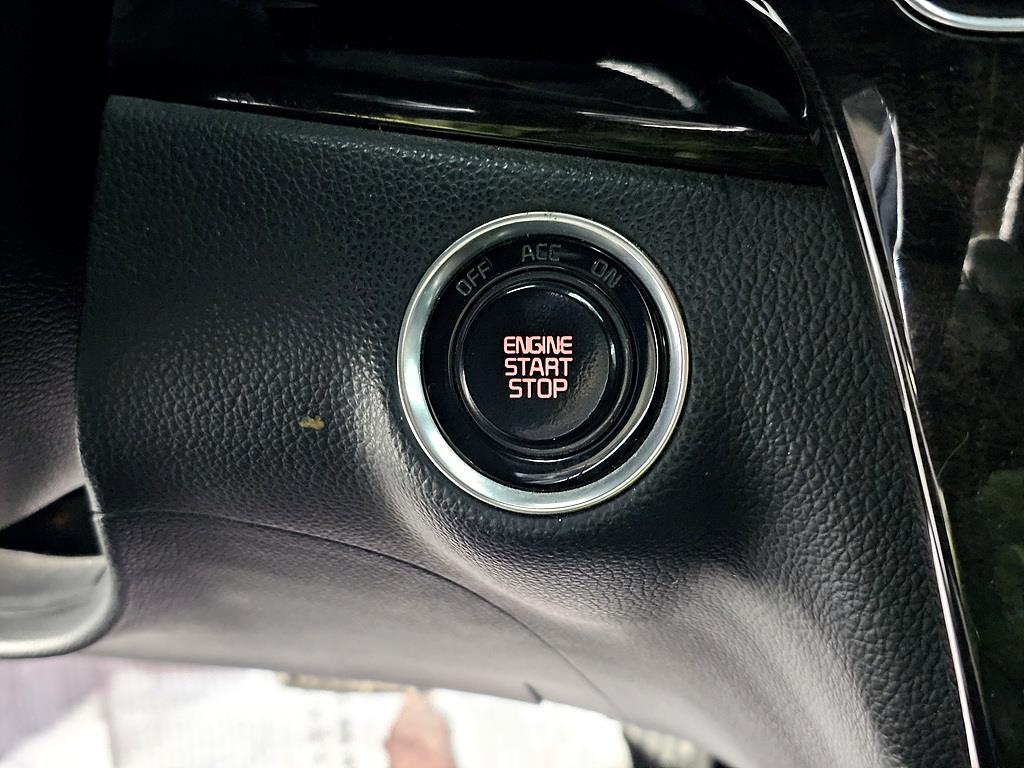 OFF ACC ON
ENGINE
START
STOP